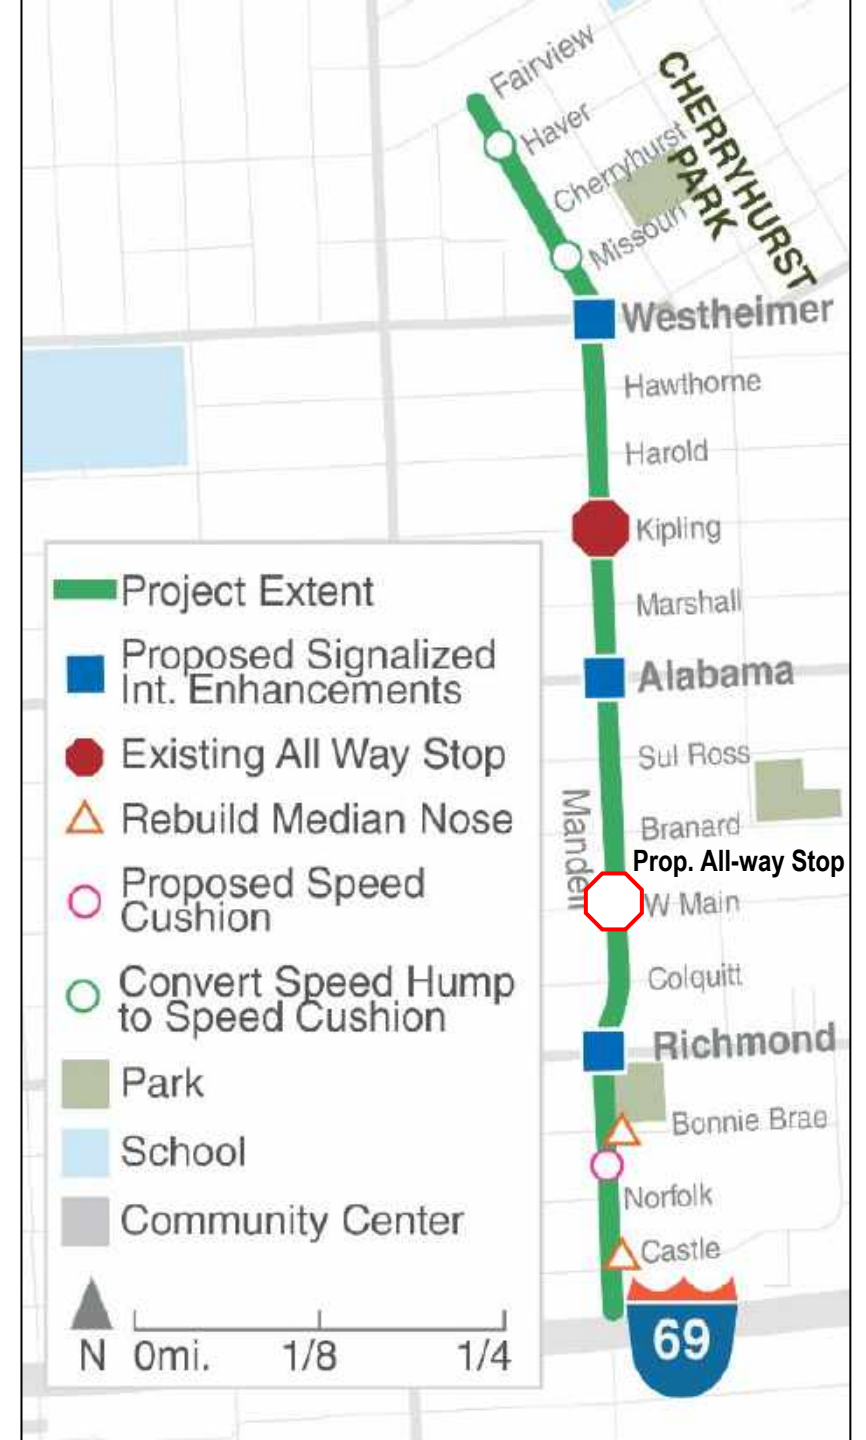 Fairview
Haver
Cherryhurst
CHERRYHURST
PARK
Missouri
Westheimer
Hawthorne
Harold
Kipling
Marshall
Alabama
Sul Ross
Branard
Mandell
Prop. All-way Stop
W Main
Colquitt
Richmond
Bonnie Brae
Norfolk
Castle
69
Project Extent
Proposed Signalized
Int. Enhancements
Existing All Way Stop
Rebuild Median Nose
Proposed Speed
Cushion
Convert Speed Hump
to Speed Cushion
Park
School
Community Center
N 0mi. 1/8 1/4